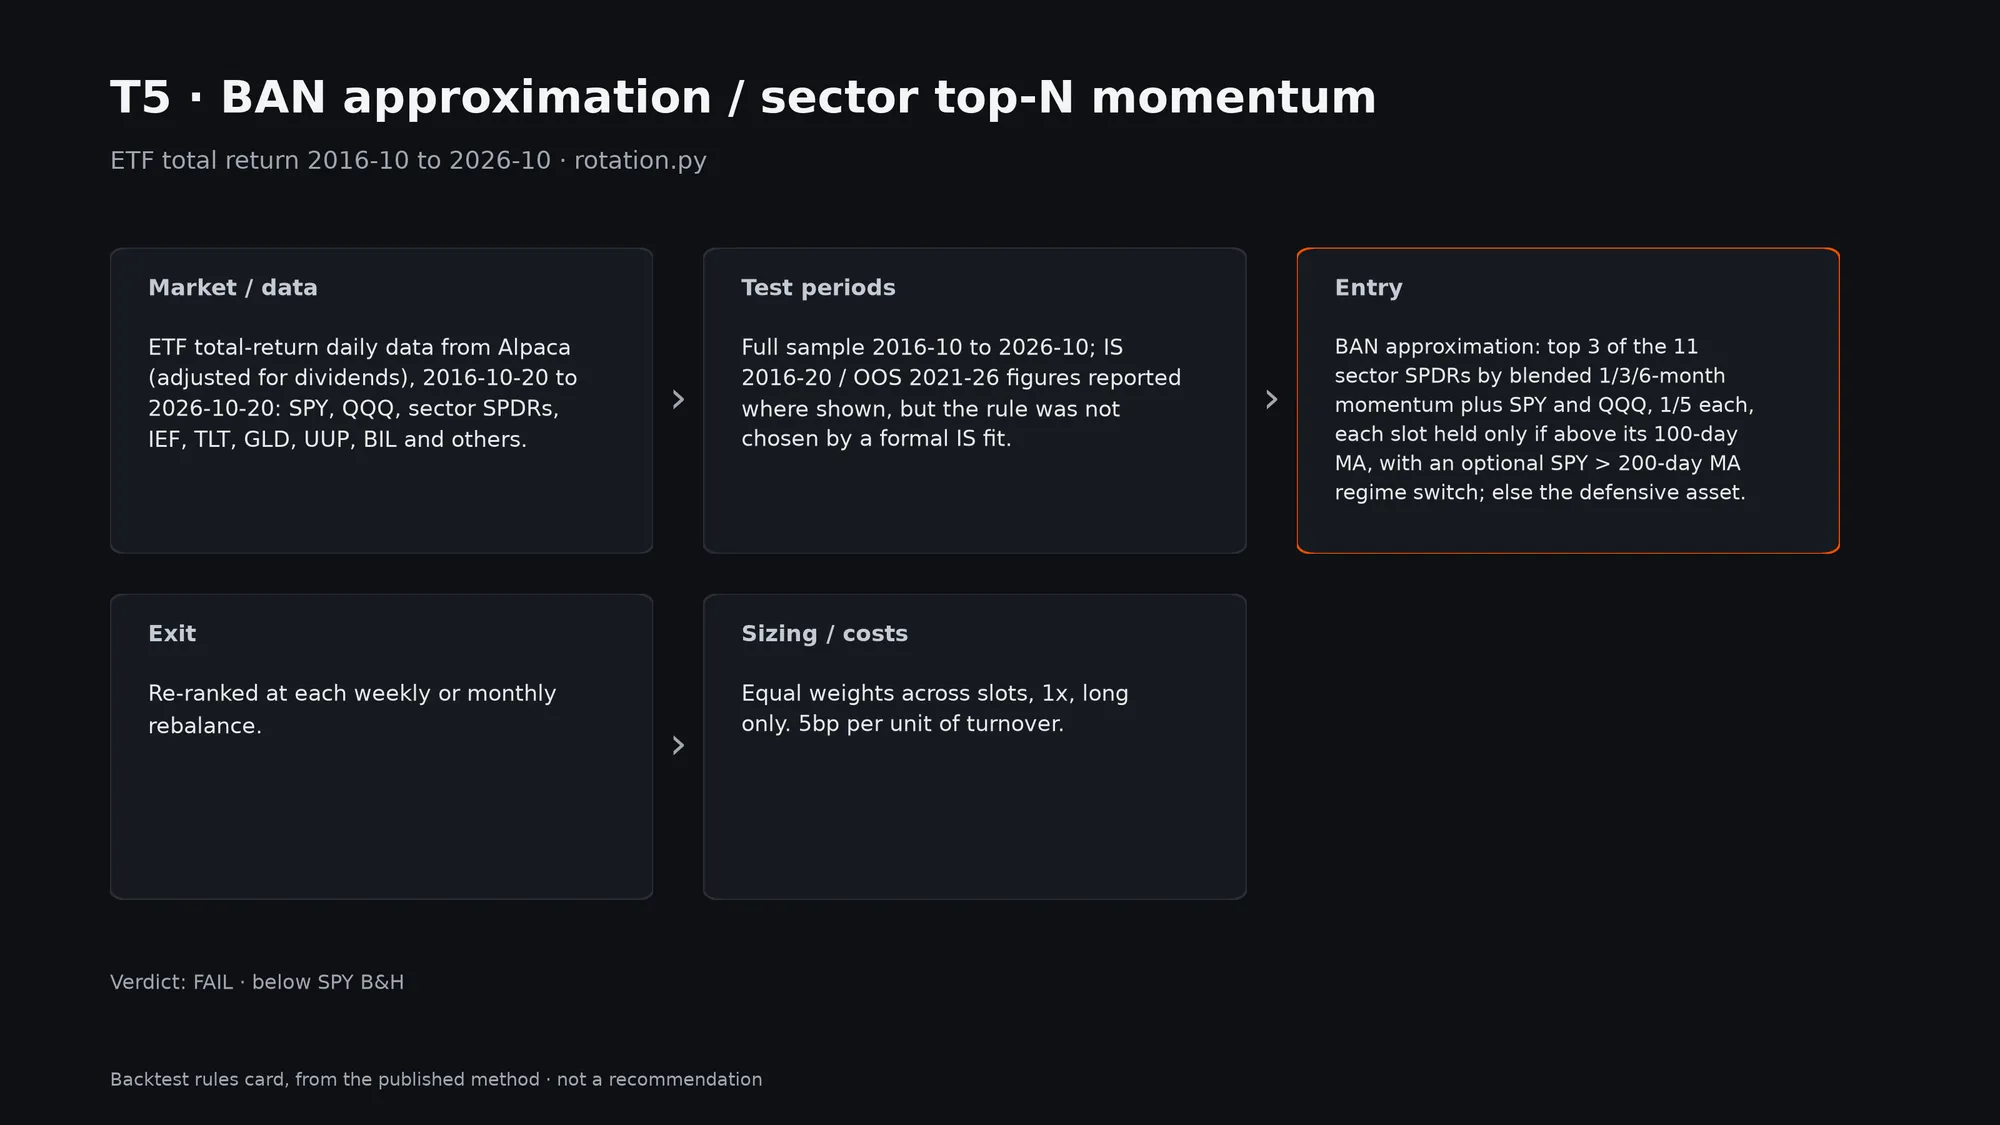 T5 · BAN approximation / sector top-N momentum
ETF total return 2016-10 to 2026-10 · rotation.py
Market / data
ETF total-return daily data from Alpaca
(adjusted for dividends), 2016-10-20 to
2026-10-20: SPY, QQQ, sector SPDRs,
IEF, TLT, GLD, UUP, BIL and others.
›
Test periods
Full sample 2016-10 to 2026-10; IS
2016-20 / OOS 2021-26 figures reported
where shown, but the rule was not
chosen by a formal IS fit.
›
Entry
BAN approximation: top 3 of the 11
sector SPDRs by blended 1/3/6-month
momentum plus SPY and QQQ, 1/5 each,
each slot held only if above its 100-day
MA, with an optional SPY > 200-day MA
regime switch; else the defensive asset.
Exit
Re-ranked at each weekly or monthly
rebalance.
›
Sizing / costs
Equal weights across slots, 1x, long
only. 5bp per unit of turnover.
Verdict: FAIL · below SPY B&H
Backtest rules card, from the published method · not a recommendation